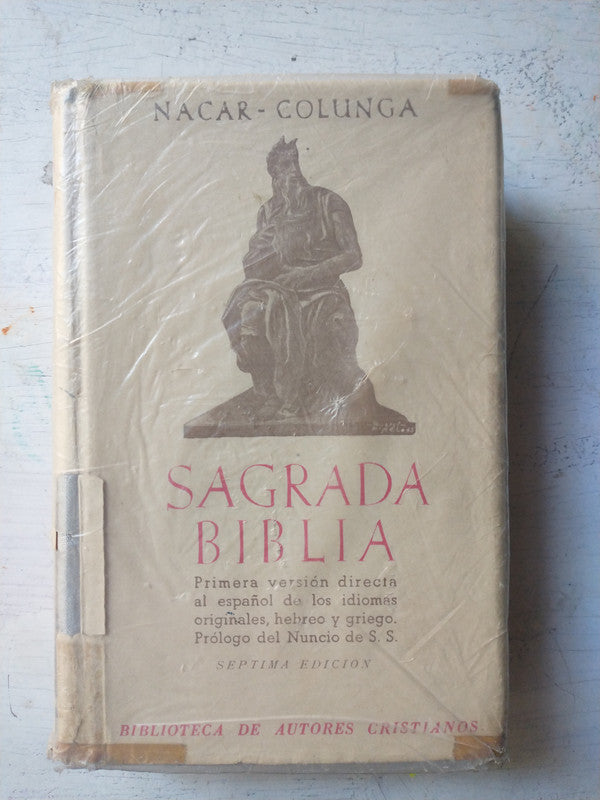 NACAR - COLUNGA
SAGRADA
BIBLIA
Primera versión directa
al español de los idiomas
originales, hebreo y griego.
Prólogo del Nuncio de S. S.
SEPTIMA EDICION
BIBLIOTECA DE AUTORES CRISTIANOS